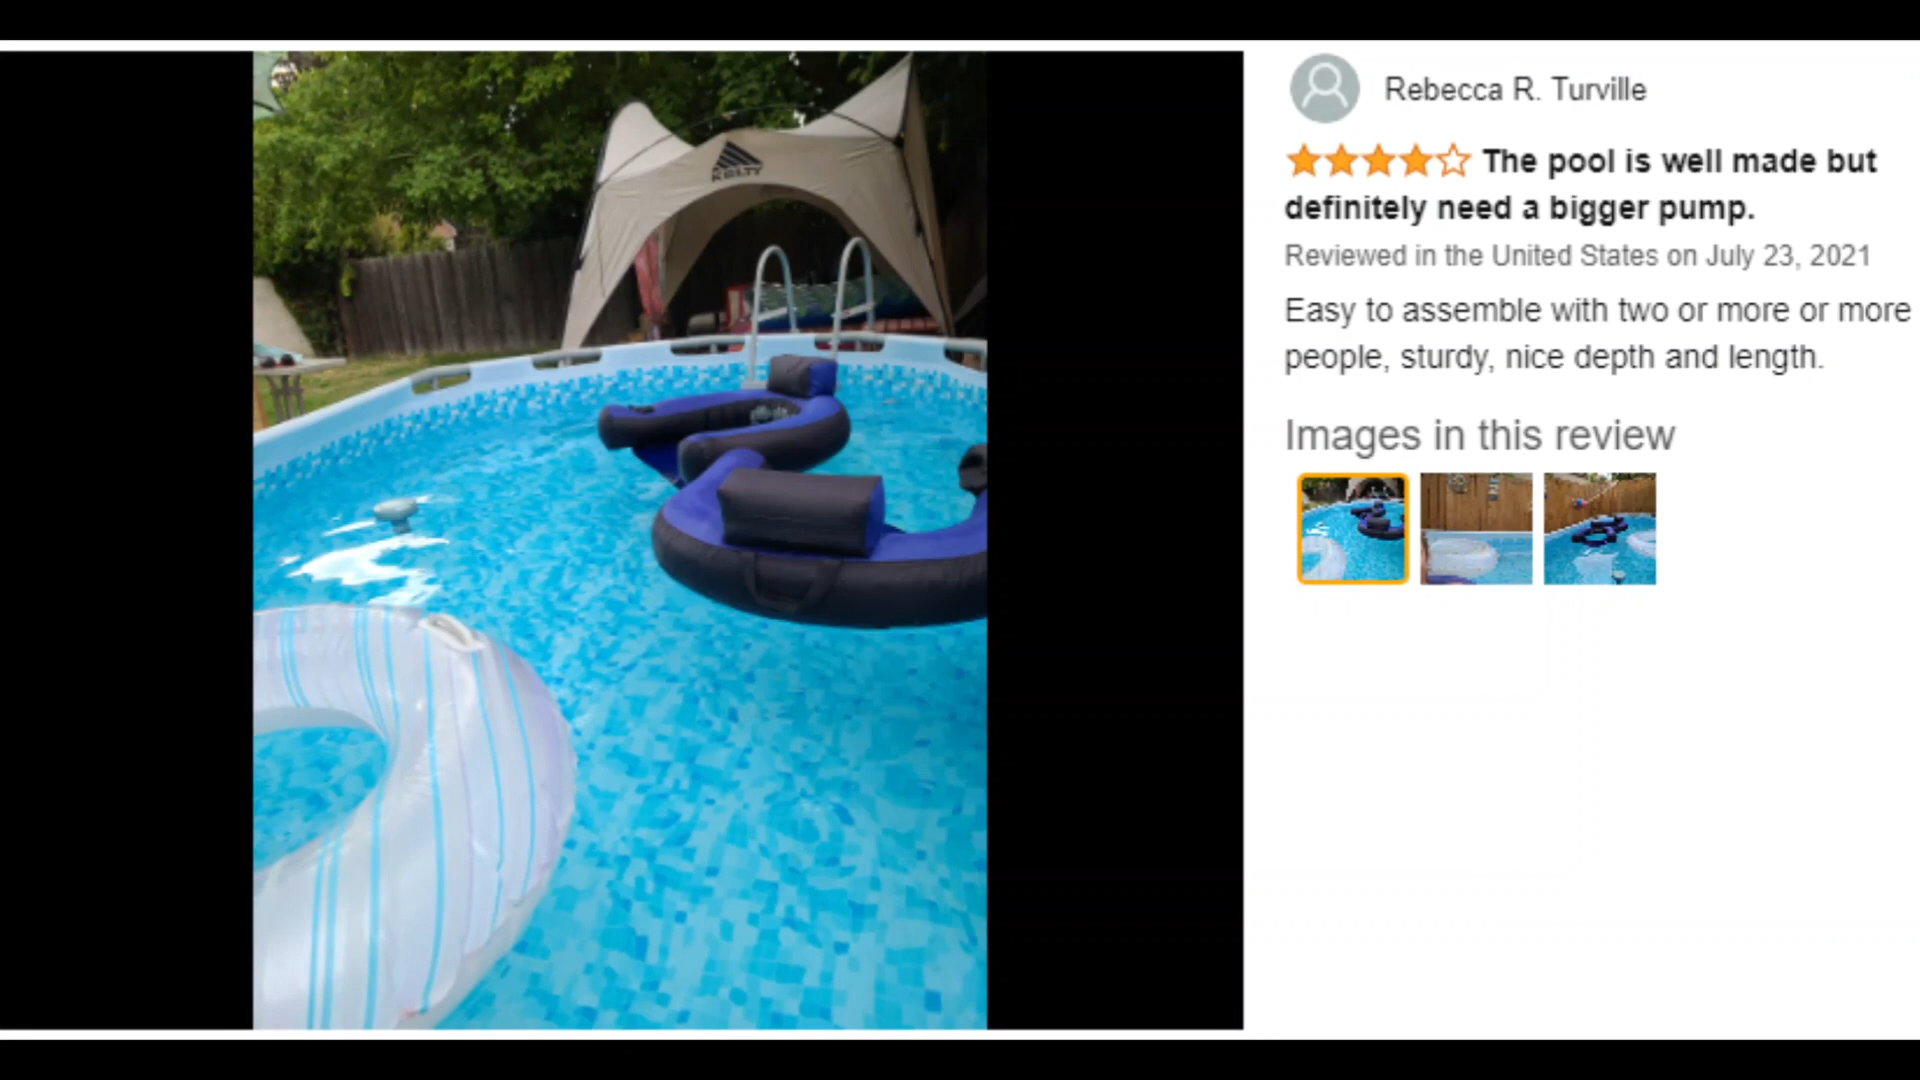 KELTY
Rebecca R. Turville
The pool is well made but
definitely need a bigger pump.
Reviewed in the United States on July 23, 2021
Easy to assemble with two or more or more
people, sturdy, nice depth and length.
Images in this review